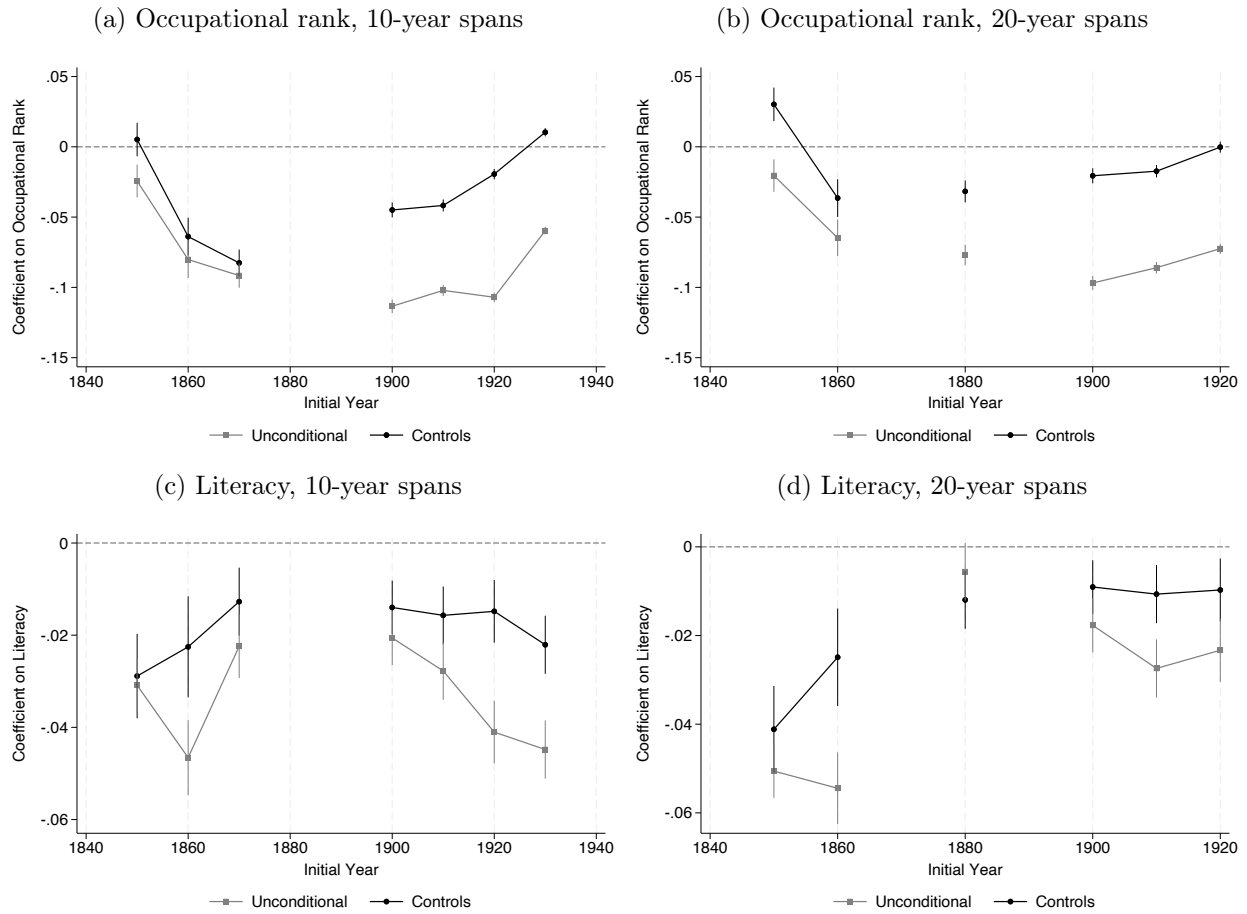 (a) Occupational rank, 10-year spans
.05
0
-.05
-.1
-.15
Coefficient on Occupational Rank
1840 1860 1880 1900 1920 1940
Initial Year
Unconditional Controls
(b) Occupational rank, 20-year spans
.05
0
-.05
-.1
-.15
Coefficient on Occupational Rank
1840 1860 1880 1900 1920
Initial Year
Unconditional Controls
(c) Literacy, 10-year spans
0
-.02
-.04
-.06
Coefficient on Literacy
1840 1860 1880 1900 1920 1940
Initial Year
Unconditional Controls
(d) Literacy, 20-year spans
0
-.02
-.04
-.06
Coefficient on Literacy
1840 1860 1880 1900 1920
Initial Year
Unconditional Controls